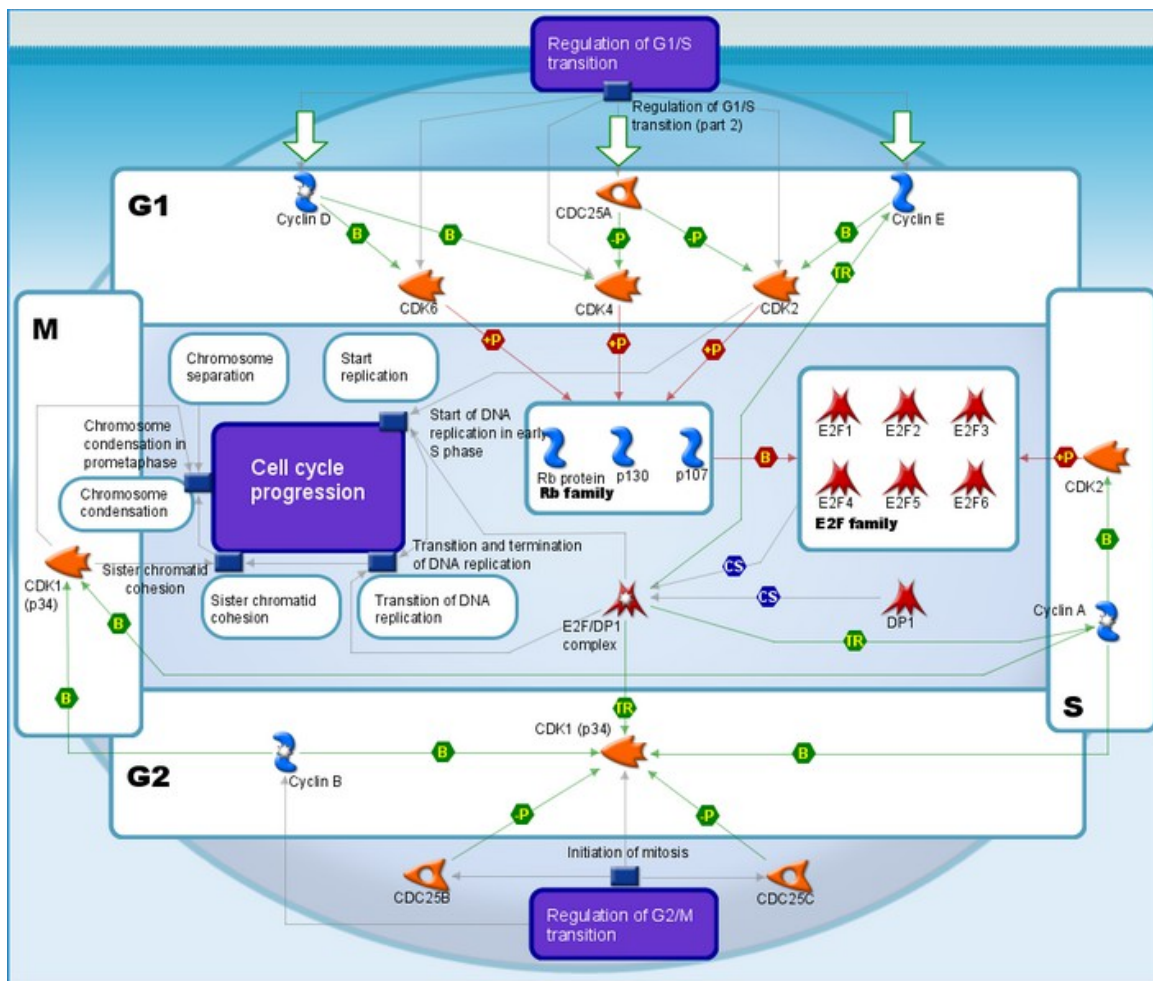 Regulation of G1/S
transition
Regulation of G1/S
transition (part 2)
G1
Cyclin D
CDC25A
Cyclin E
B
B
-P
-P
B
TR
CDK6
CDK4
CDK2
M
S
+P
+P
+P
Chromosome
separation
Start
replication
Chromosome
condensation in
prometaphase
Start of DNA
replication in early
S phase
Cell cycle
progression
Chromosome
condensation
Rb protein
p130
p107
Rb family
B
E2F1
E2F2
E2F3
E2F4
E2F5
E2F6
E2F family
+P
CDK2
B
CDK1
(p34)
Sister chromatid
cohesion
Transition and termination
of DNA replication
Sister chromatid
cohesion
Transition of DNA
replication
CS
CS
E2F/DP1
complex
DP1
Cyclin A
TR
B
B
TR
G2
CDK1 (p34)
Cyclin B
B
B
-P
-P
Initiation of mitosis
CDC25B
CDC25C
Regulation of G2/M
transition